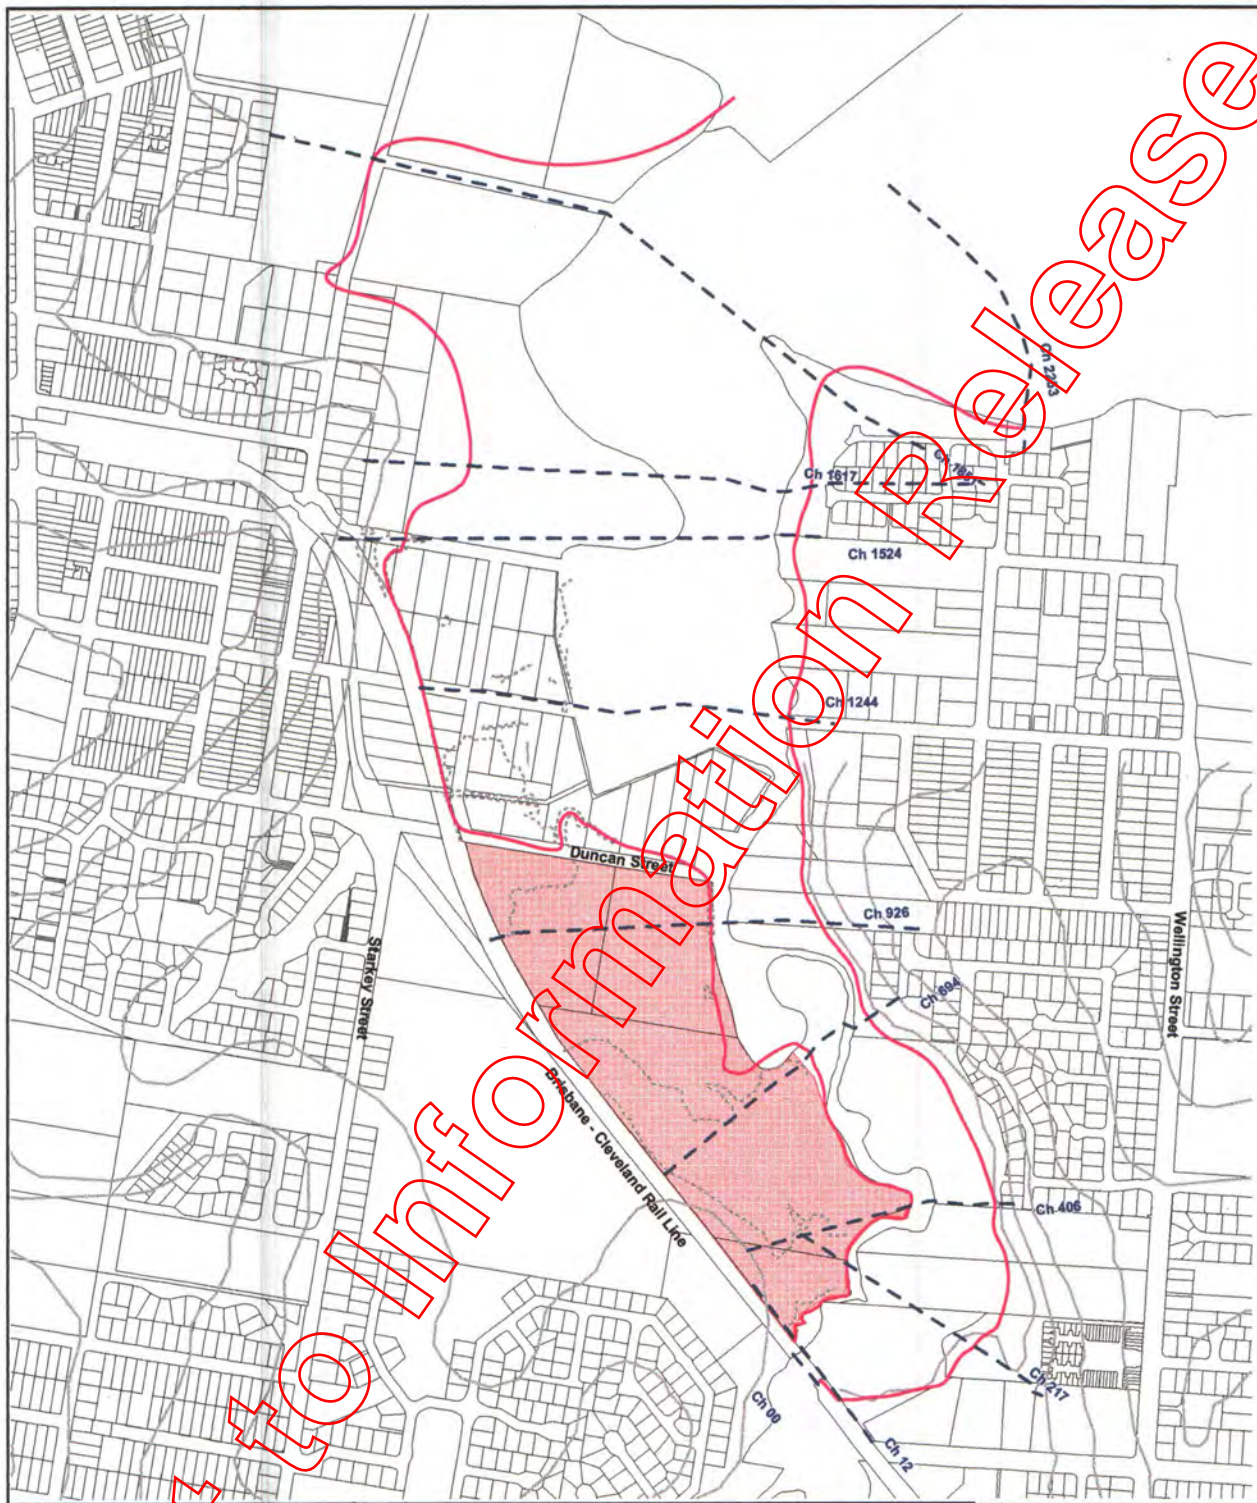 Ch 2253
Ch 1617
Ch 1524
Ch 1244
Duncan Street
Ch 926
Wellington Street
Starkey Street
Ch 694
Brisbane - Cleveland Rail Line
Ch 406
Ch 217
Ch 00
Ch 12
to Information Release